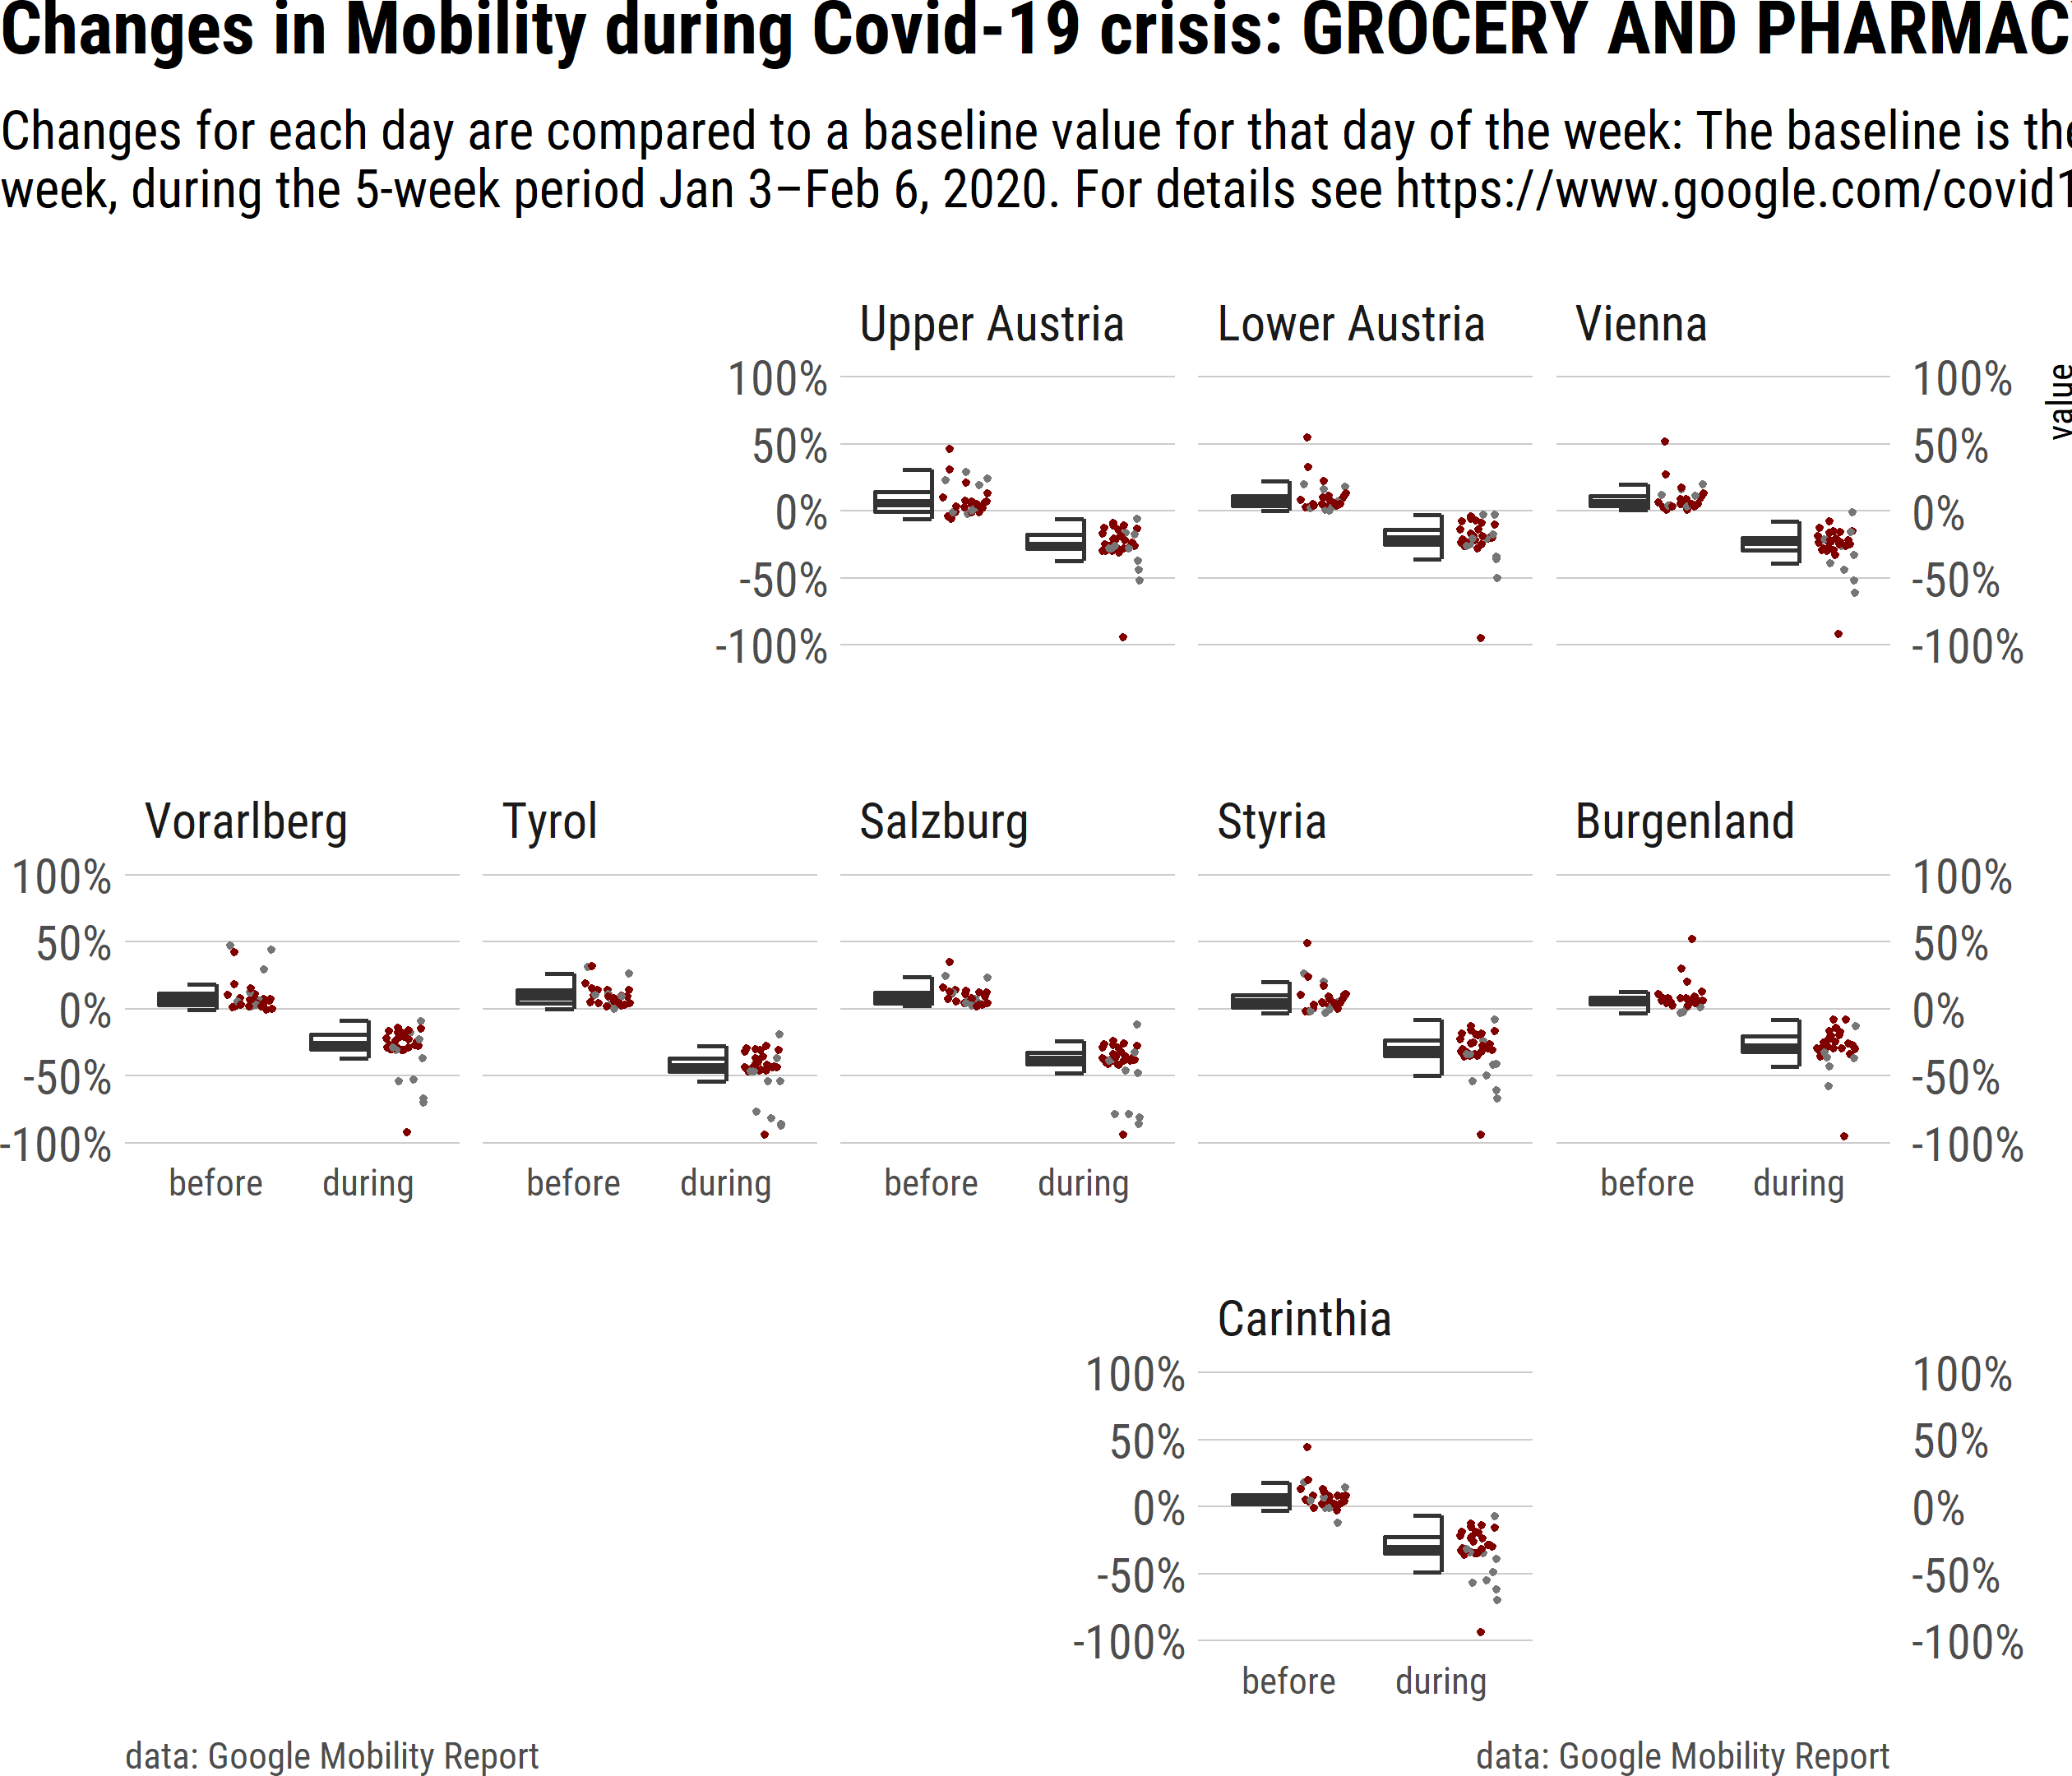 Changes in Mobility during Covid-19 crisis: GROCERY AND PHARMAC
Changes for each day are compared to a baseline value for that day of the week: The baseline is the
week, during the 5-week period Jan 3–Feb 6, 2020. For details see https://www.google.com/covid1
Upper Austria Lower Austria Vienna
100% 100%
value
50% 50%
0% 0%
-50% -50%
-100% -100%
Vorarlberg Tyrol Salzburg Styria Burgenland
100% 100%
50% 50%
0% 0%
-50% -50%
-100% -100%
before during before during before during before during
Carinthia
100% 100%
50% 50%
0% 0%
-50% -50%
-100% -100%
before during
data: Google Mobility Report data: Google Mobility Report